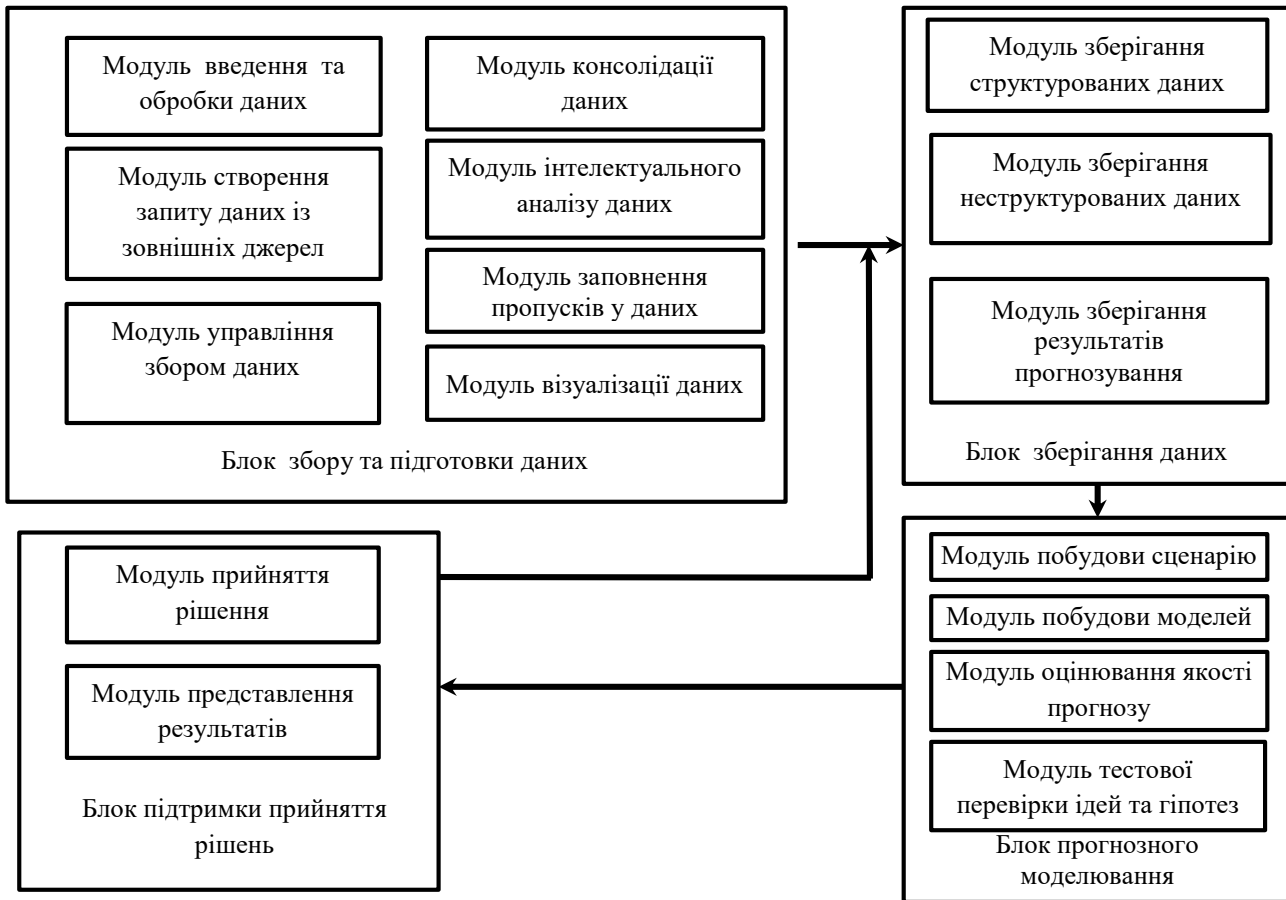 Модуль введення та
обробки даних
Модуль створення
запиту даних із
зовнішніх джерел
Модуль управління
збором даних
Модуль консолідації
даних
Модуль інтелектуального
аналізу даних
Модуль заповнення
пропусків у даних
Модуль візуалізації даних
Блок збору та підготовки даних
Модуль зберігання
структурованих даних
Модуль зберігання
неструктурованих даних
Модуль зберігання
результатів
прогнозування
Блок зберігання даних
Модуль прийняття
рішення
Модуль представлення
результатів
Блок підтримки прийняття
рішень
Модуль побудови сценарію
Модуль побудови моделей
Модуль оцінювання якості
прогнозу
Модуль тестової
перевірки ідей та гіпотез
Блок прогнозного
моделювання